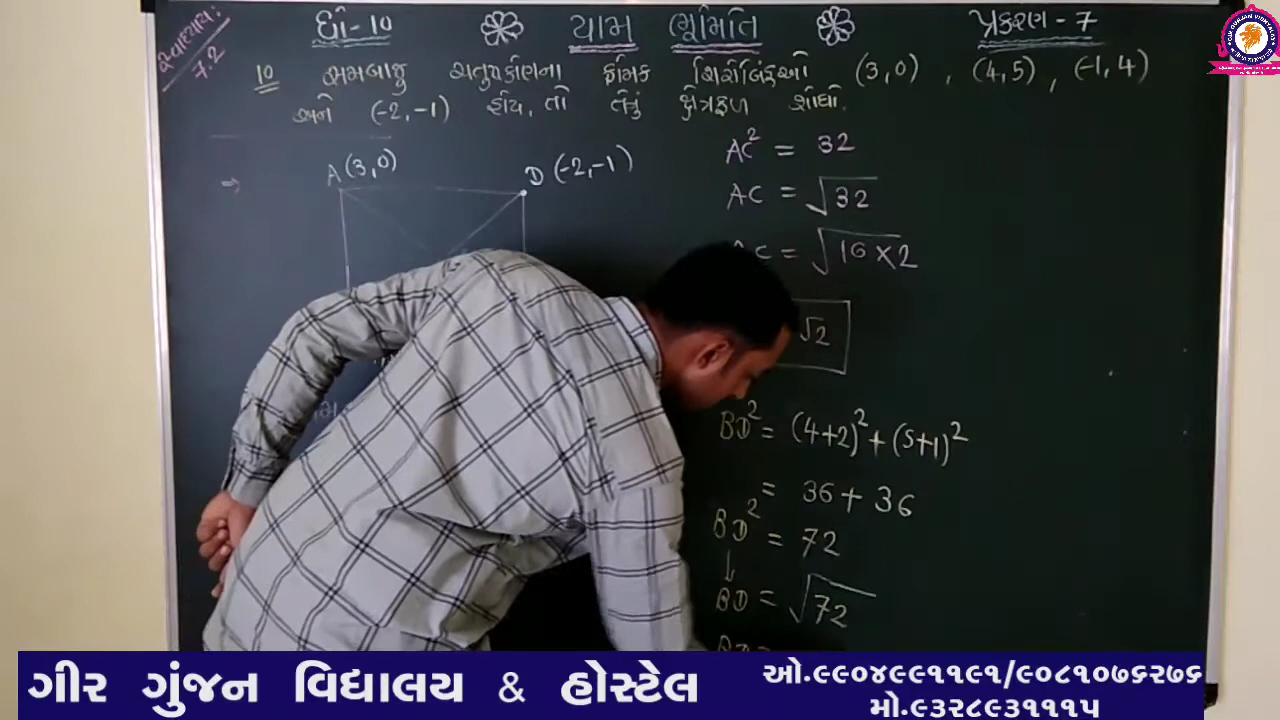 સ્વાધ્યાય:
7.2
ધો-10 યામ ભૂમિતિ પ્રકરણ-7
10 સમબાજુ ચતુષ્કોણના ક્રમિક શિરોબિંદુઓ (3,0) , (4,5) , (-1,4)
અને (-2,-1) હોય, તો તેનું ક્ષેત્રફળ શોધો.
⇒ A (3,0) D (-2,-1)
AC² = 32
AC = √32
AC = √16×2
√2
BD² = (4+2)² + (5+1)²
= 36 + 36
BD² = 72
↓
BD = √72
ગીર ગુંજન વિદ્યાલય & હોસ્ટેલ
ઓ.૯૯૦૪૯૯૧૧૯૧/૯૦૮૧૦૭૬૨૭૬
મો.૯૩૨૮૯૩૧૧૧૫